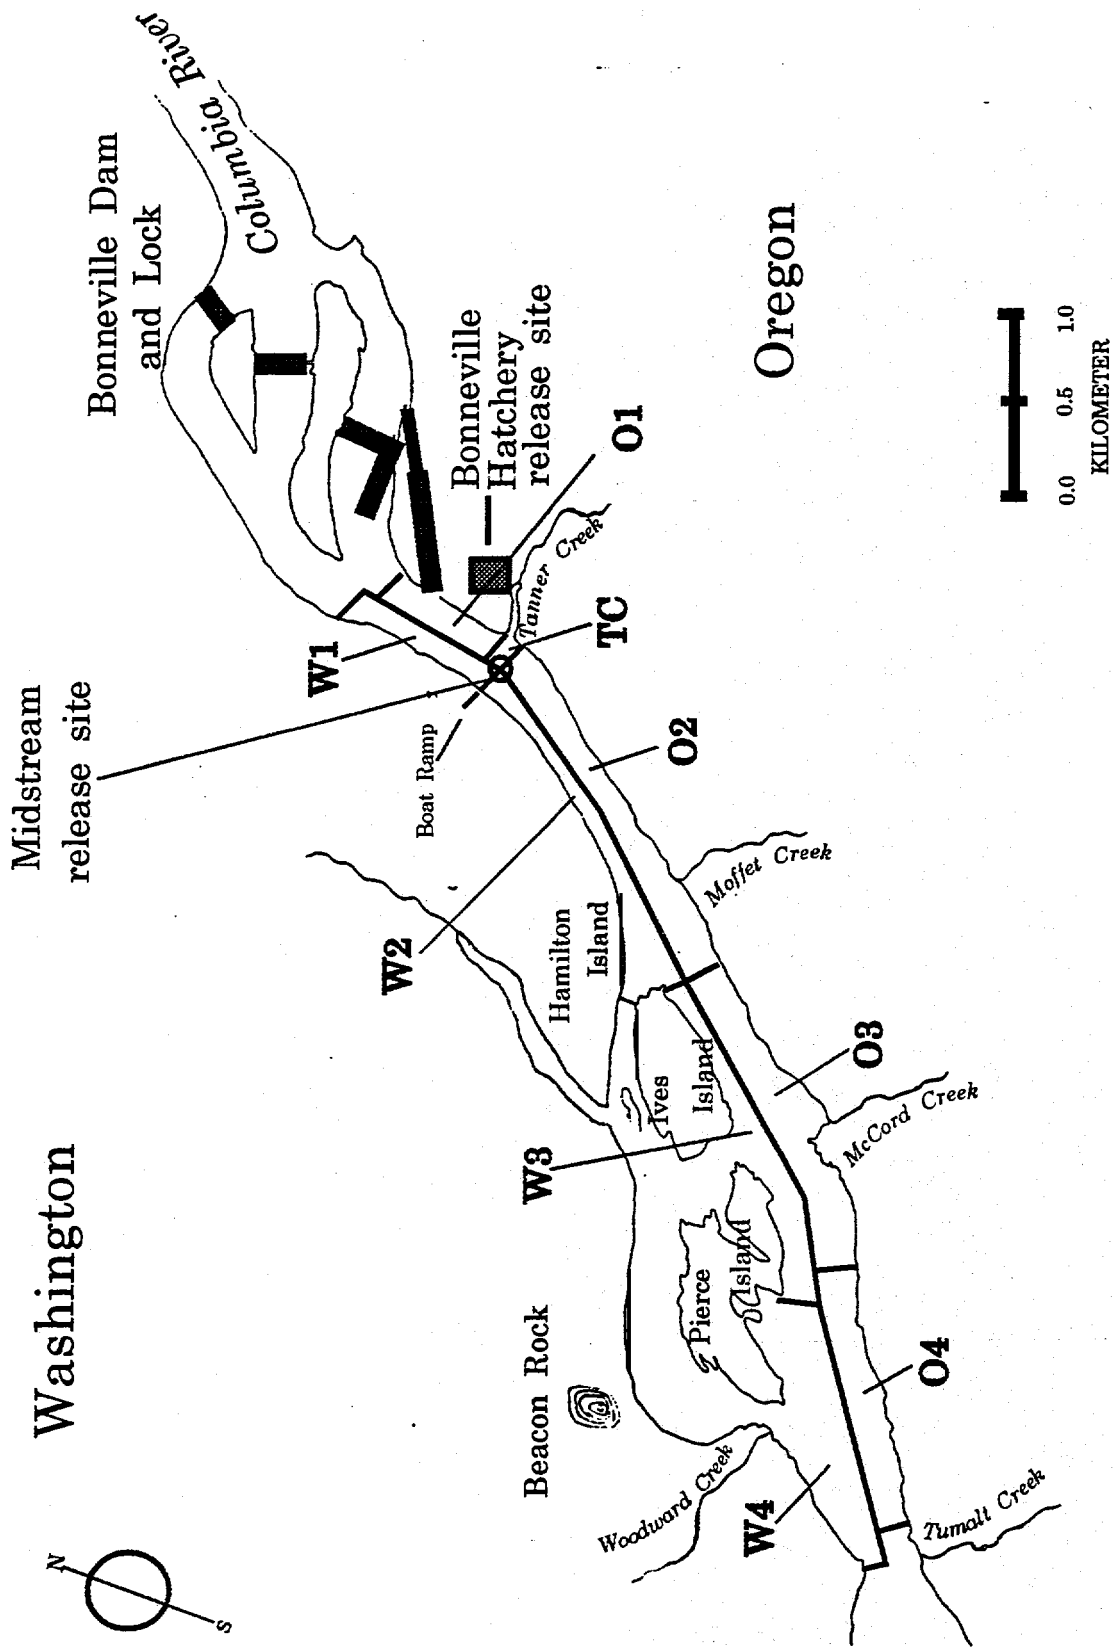 Washington
N
S
Midstream
release site
Bonneville Dam
and Lock
Columbia River
W1
Boat Ramp
Bonneville
Hatchery
release site
O1
Tanner Creek
TC
W2
O2
Hamilton
Island
Moffet Creek
Oregon
W3
Ives
Island
O3
McCord Creek
Beacon Rock
Pierce
Island
O4
Woodward Creek
W4
Tumalt Creek
0.0
0.5
1.0
KILOMETER